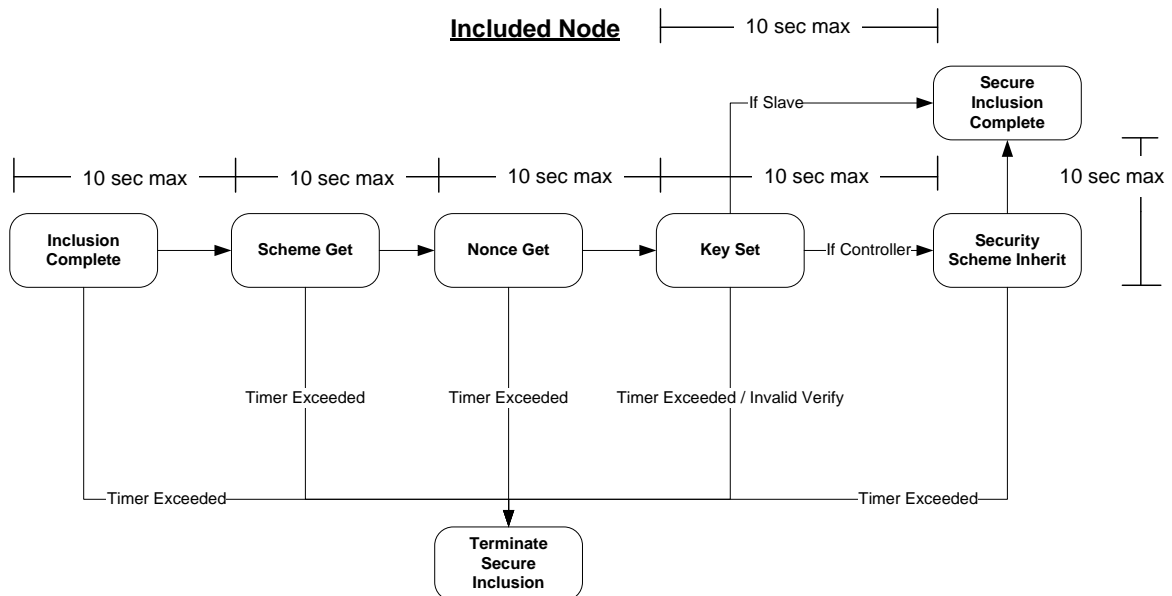 Included Node
10 sec max
If Slave
Secure
Inclusion
Complete
10 sec max
10 sec max
10 sec max
10 sec max
10 sec max
Inclusion
Complete
Scheme Get
Nonce Get
Key Set
If Controller
Security
Scheme Inherit
Timer Exceeded
Timer Exceeded
Timer Exceeded / Invalid Verify
Timer Exceeded
Timer Exceeded
Terminate
Secure
Inclusion